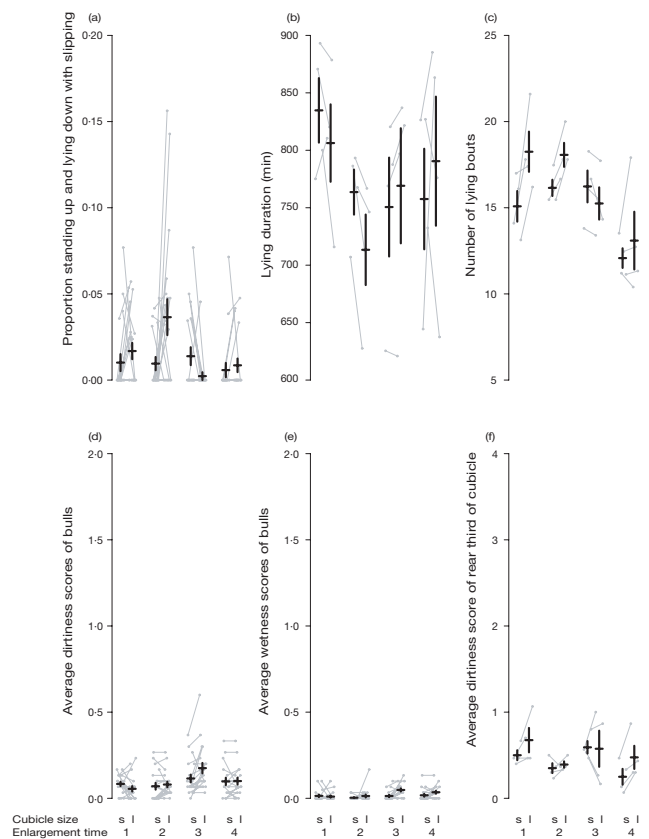 (a)
(b)
(c)
Proportion standing up and lying down with slipping
0·20
0·15
0·10
0·05
0·00
Lying duration (min)
900
850
800
750
700
650
600
Number of lying bouts
25
20
15
10
5
(d)
(e)
(f)
Average dirtiness scores of bulls
2·0
1·5
1·0
0·5
0·0
Average wetness scores of bulls
2·0
1·5
1·0
0·5
0·0
Average dirtiness score of rear third of cubicle
4
3
2
1
0
Cubicle size s l s l s l s l s l s l s l s l s l s l s l s l
Enlargement time 1 2 3 4 1 2 3 4 1 2 3 4